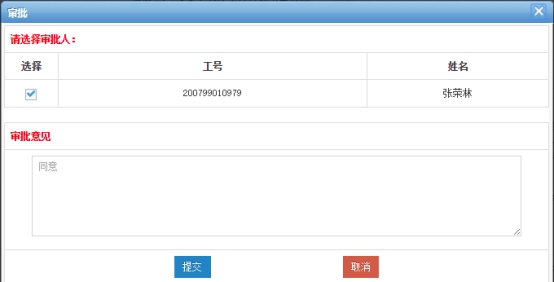 审批
请选择审批人：
选择 工号 姓名
200799010979 张荣林
审批意见
同意
提交 取消